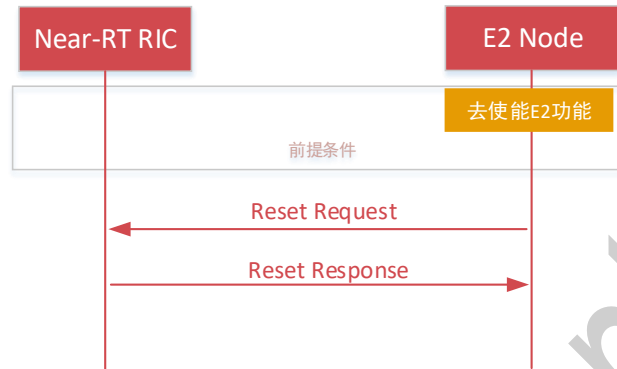 Near-RT RIC
E2 Node
去使能E2功能
前提条件
Reset Request
Reset Response